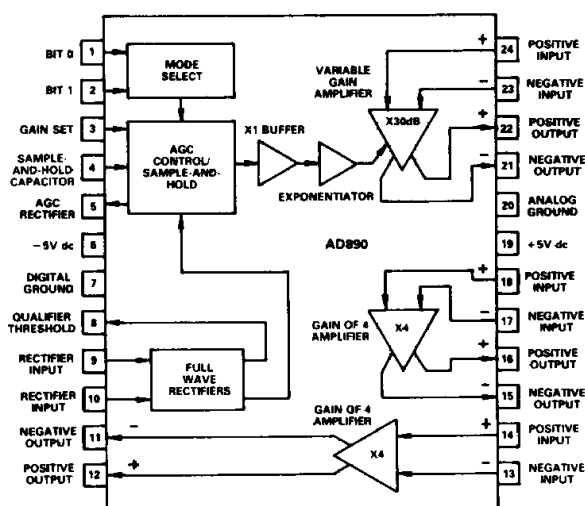 BIT 0
1
BIT 1
2
GAIN SET
3
SAMPLE-
AND-HOLD
CAPACITOR
4
AGC
RECTIFIER
5
−5V dc
6
DIGITAL
GROUND
7
QUALIFIER
THRESHOLD
8
RECTIFIER
INPUT
9
RECTIFIER
INPUT
10
NEGATIVE
OUTPUT
11
POSITIVE
OUTPUT
12
MODE
SELECT
AGC
CONTROL/
SAMPLE-AND-
HOLD
X1 BUFFER
EXPONENTIATOR
VARIABLE
GAIN
AMPLIFIER
X30dB
AD890
FULL
WAVE
RECTIFIERS
GAIN OF 4
AMPLIFIER
X4
GAIN OF 4
AMPLIFIER
X4
−
+
+
24
POSITIVE
INPUT
−
23
NEGATIVE
INPUT
+
22
POSITIVE
OUTPUT
−
21
NEGATIVE
OUTPUT
20
ANALOG
GROUND
19
+5V dc
+
18
POSITIVE
INPUT
−
17
NEGATIVE
INPUT
+
16
POSITIVE
OUTPUT
−
15
NEGATIVE
OUTPUT
+
14
POSITIVE
INPUT
−
13
NEGATIVE
INPUT